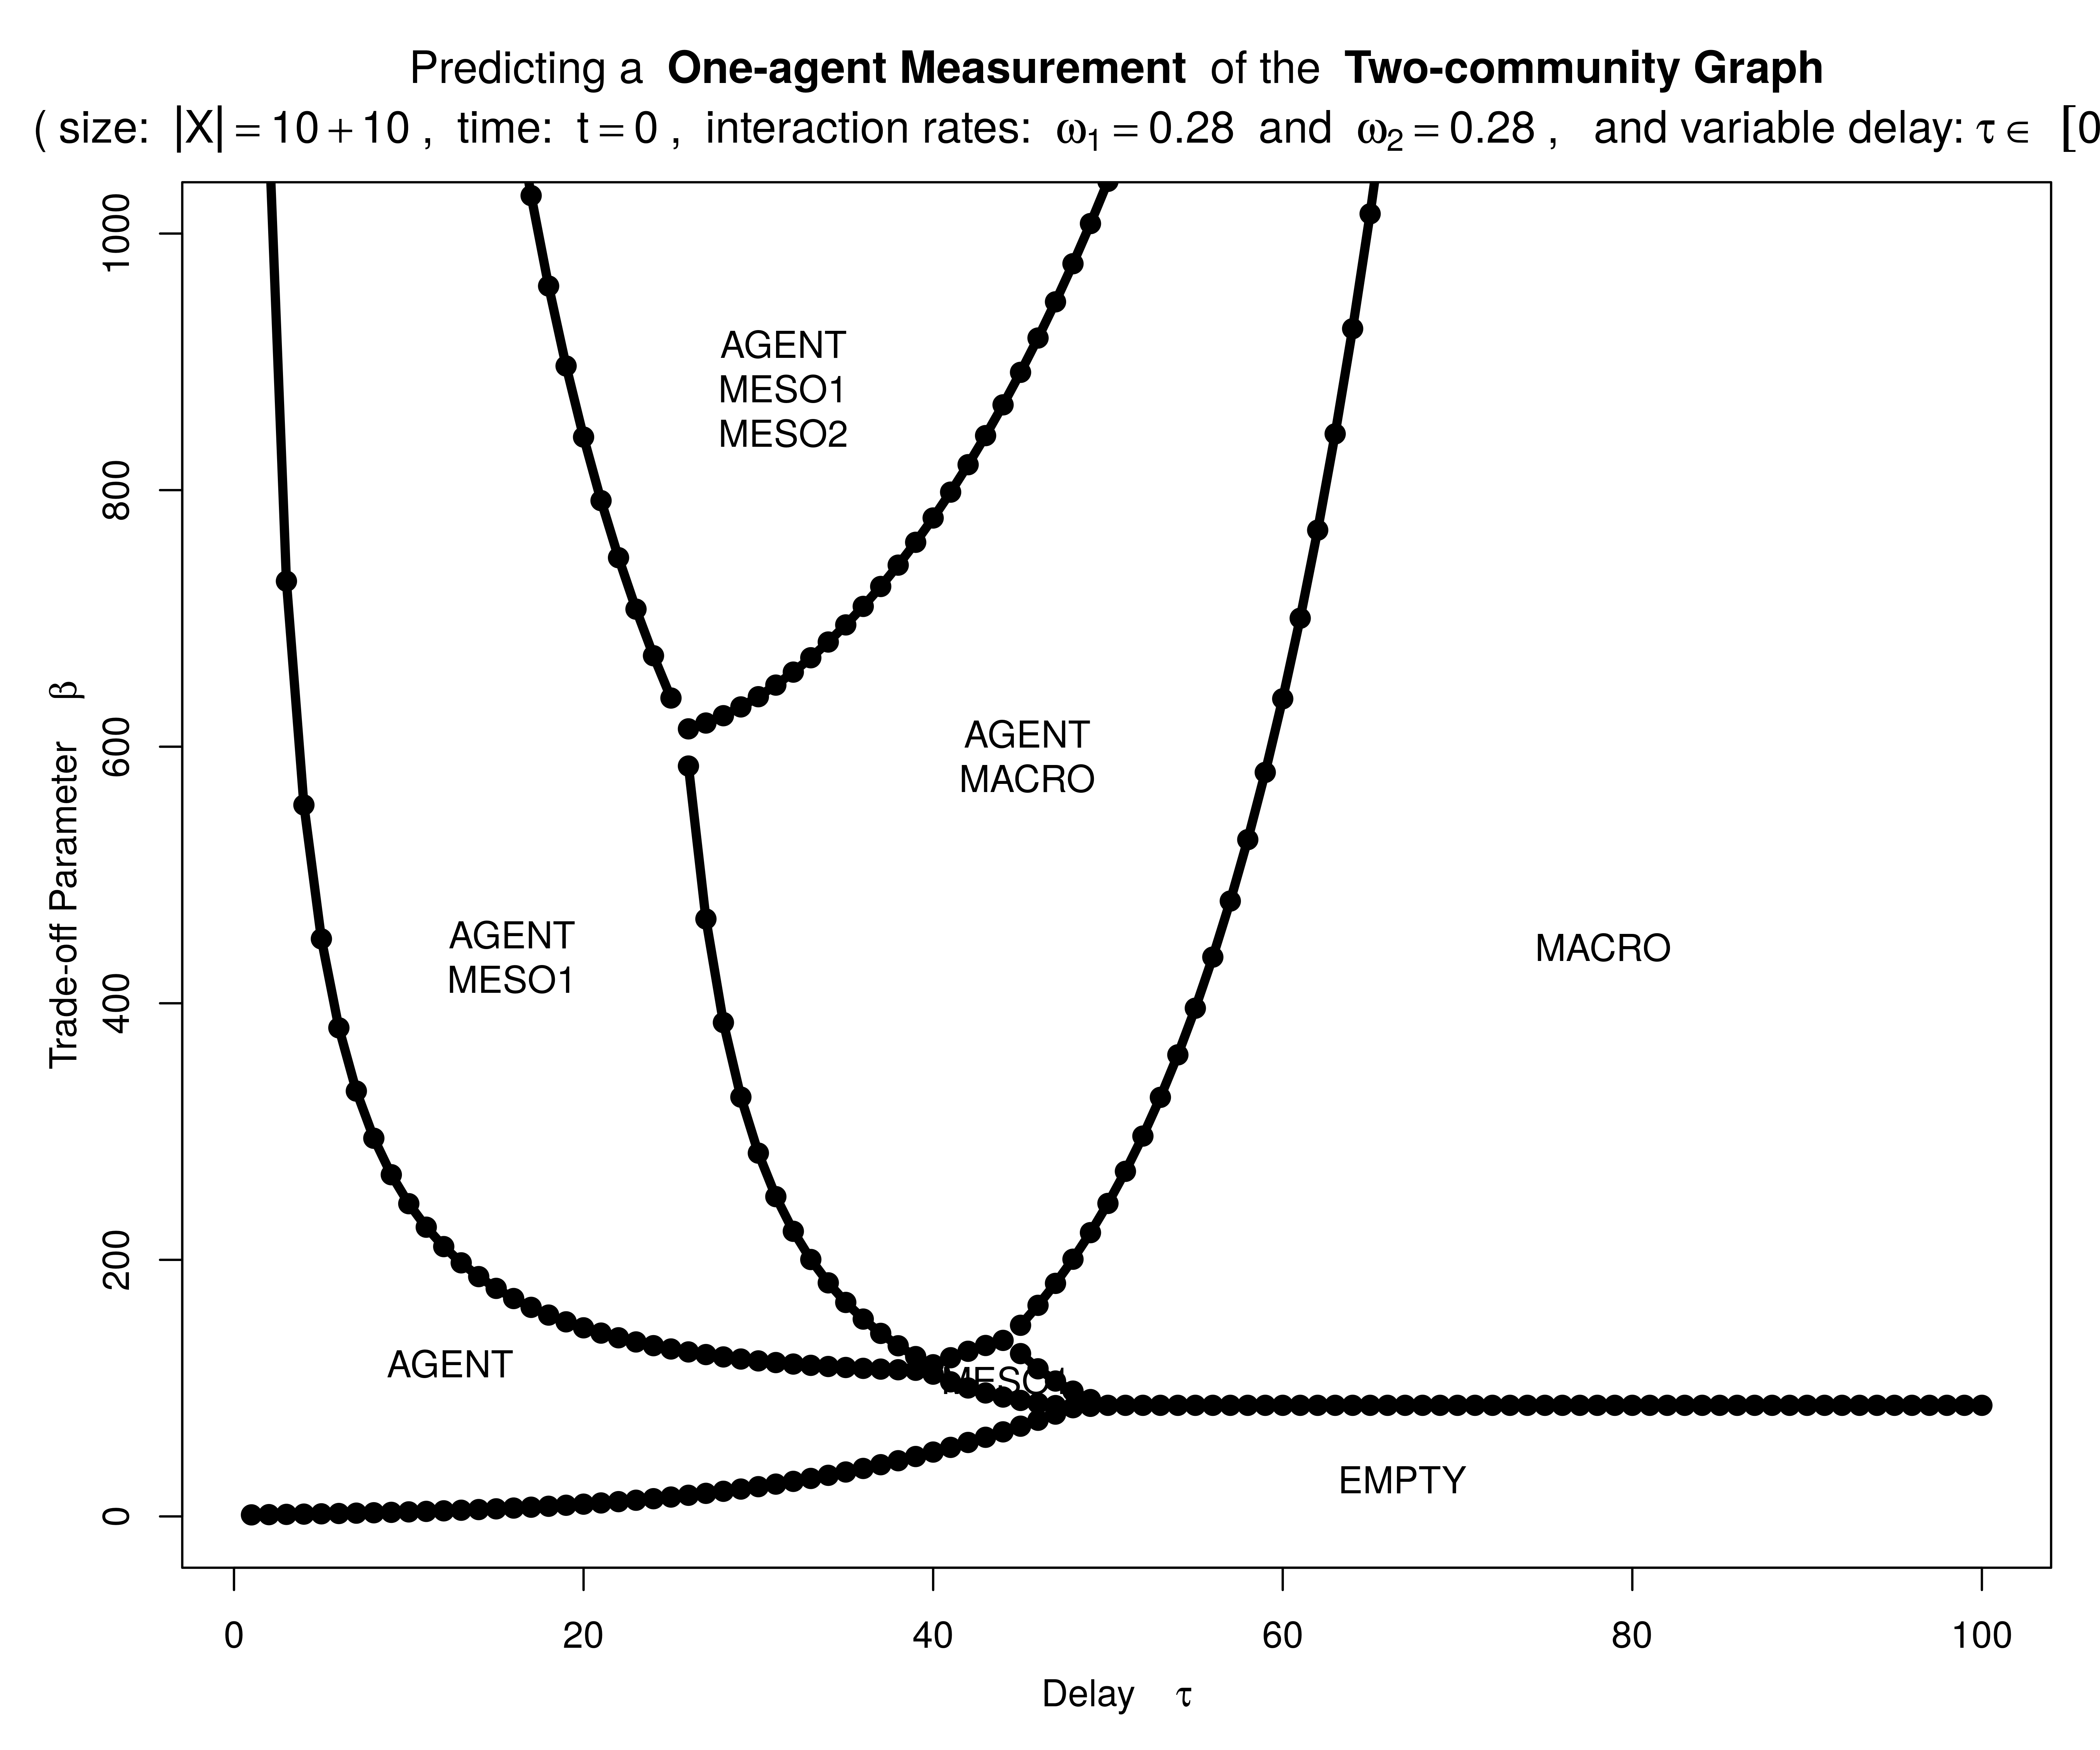 Predicting a One-agent Measurement of the Two-community Graph
( size: |X| = 10 + 10 , time: t = 0 , interaction rates: ω1 = 0.28 and ω2 = 0.28 , and variable delay: τ ∈ [0
1000
800
600
400
200
0
Trade-off Parameter β
AGENT
MESO1
MESO2
AGENT
MACRO
AGENT
MESO1
MACRO
AGENT
MESO1
EMPTY
0 20 40 60 80 100
Delay τ